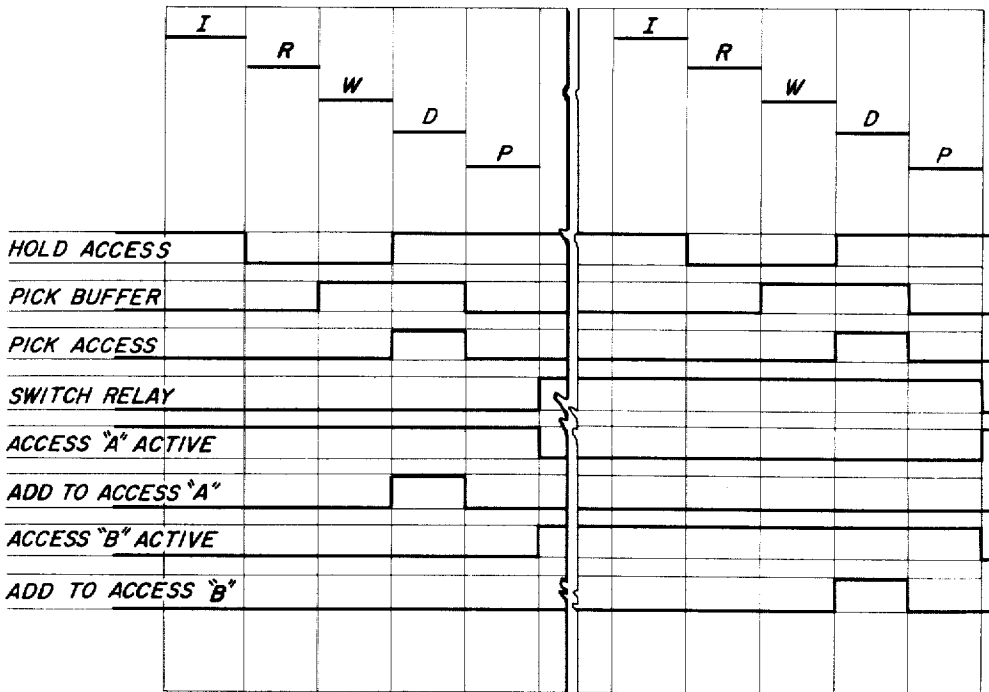 I
R
W
D
P
I
R
W
D
P
HOLD ACCESS
PICK BUFFER
PICK ACCESS
SWITCH RELAY
ACCESS "A" ACTIVE
ADD TO ACCESS "A"
ACCESS "B" ACTIVE
ADD TO ACCESS "B"